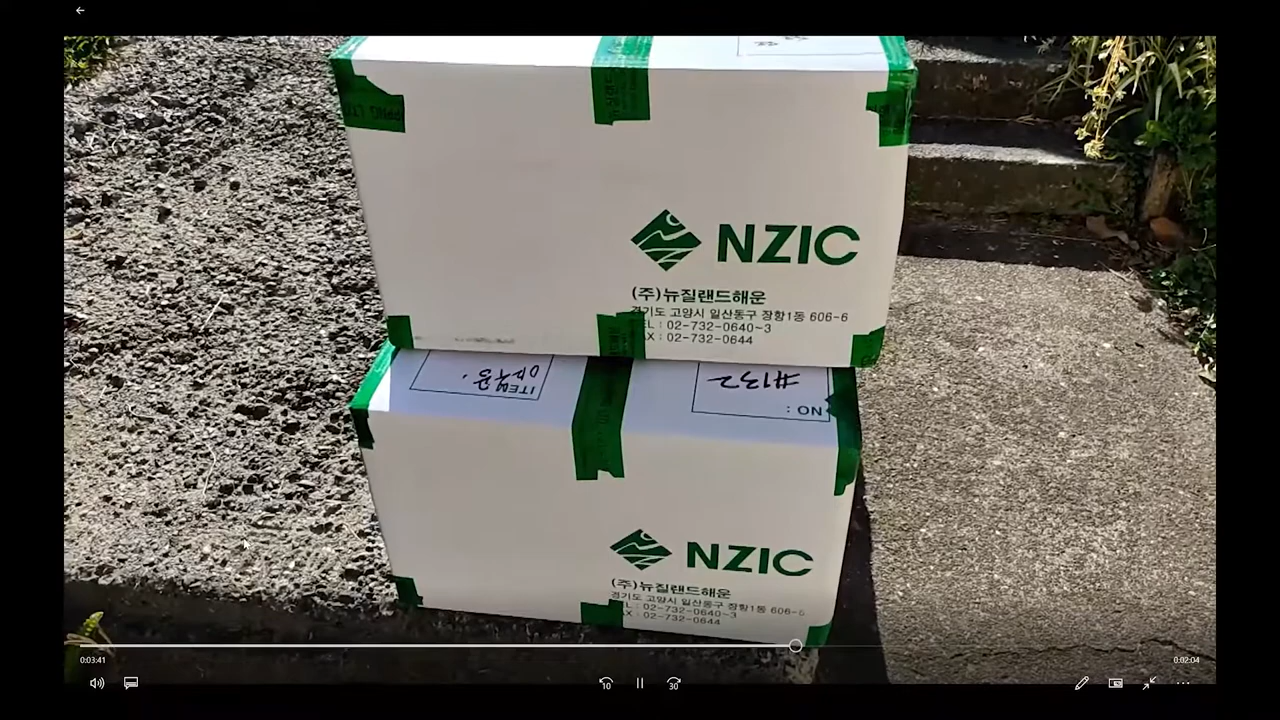 NZIC
(주)뉴질랜드해운
경기도 고양시 일산동구 장항1동 606-6
TEL : 02-732-0640~3
FAX : 02-732-0644
ITEM
#132
NO :
NZIC
(주)뉴질랜드해운
경기도 고양시 일산동구 장항1동 606-6
TEL : 02-732-0640~3
FAX : 02-732-0644
0:03:41
0:02:04
10
30